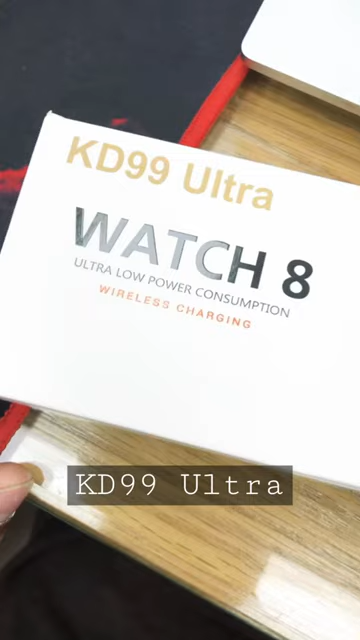 KD99 Ultra
WATCH 8
ULTRA LOW POWER CONSUMPTION
WIRELESS CHARGING
KD99 Ultra